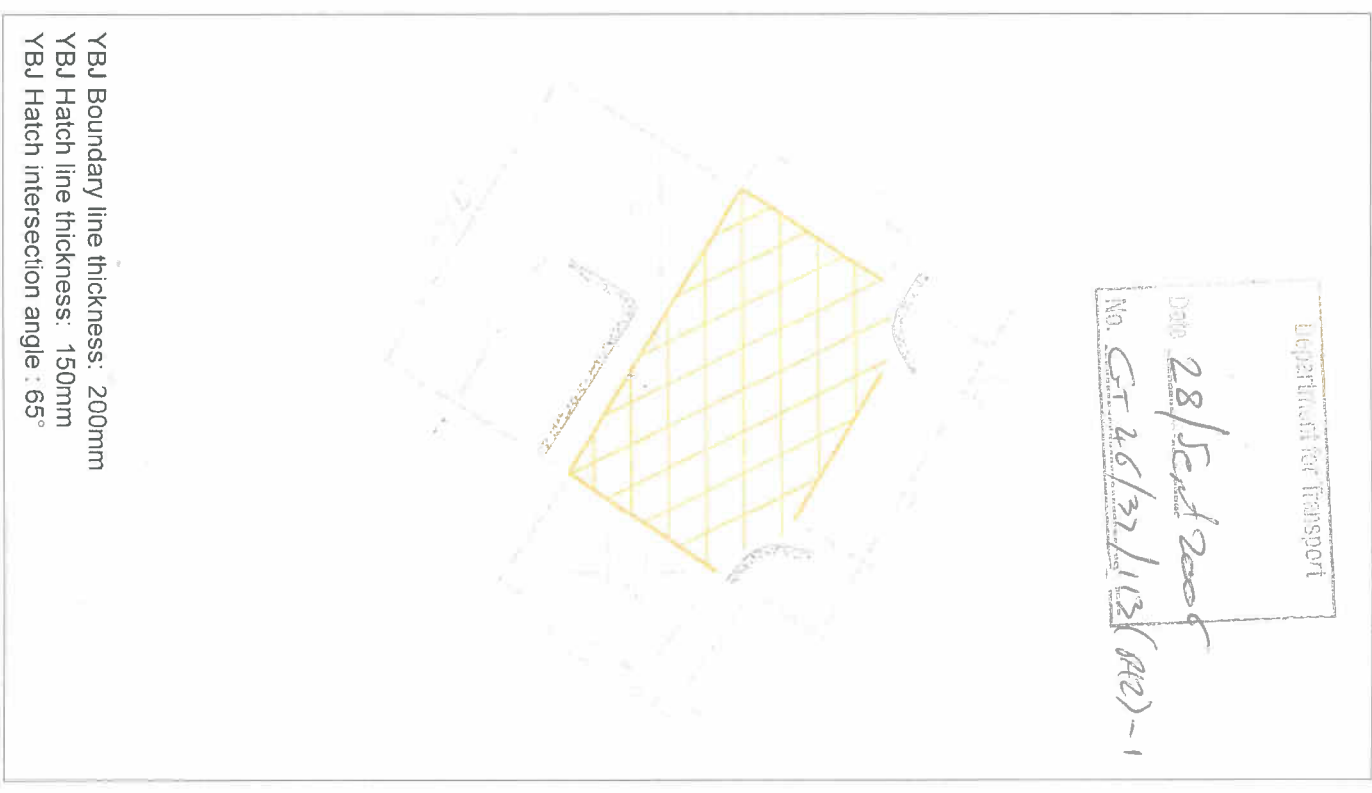 Department for Transport
Date 28/Sept 2006
No. GT 46/37/113 (A12) - 1
YBJ Boundary line thickness: 200mm
YBJ Hatch line thickness: 150mm
YBJ Hatch intersection angle : 65°